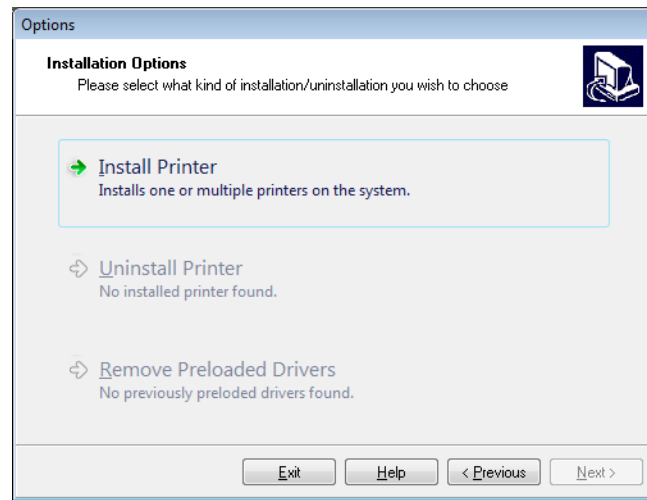 Options
Installation Options
Please select what kind of installation/uninstallation you wish to choose
Install Printer
Installs one or multiple printers on the system.
Uninstall Printer
No installed printer found.
Remove Preloaded Drivers
No previously preloded drivers found.
Exit Help < Previous Next >